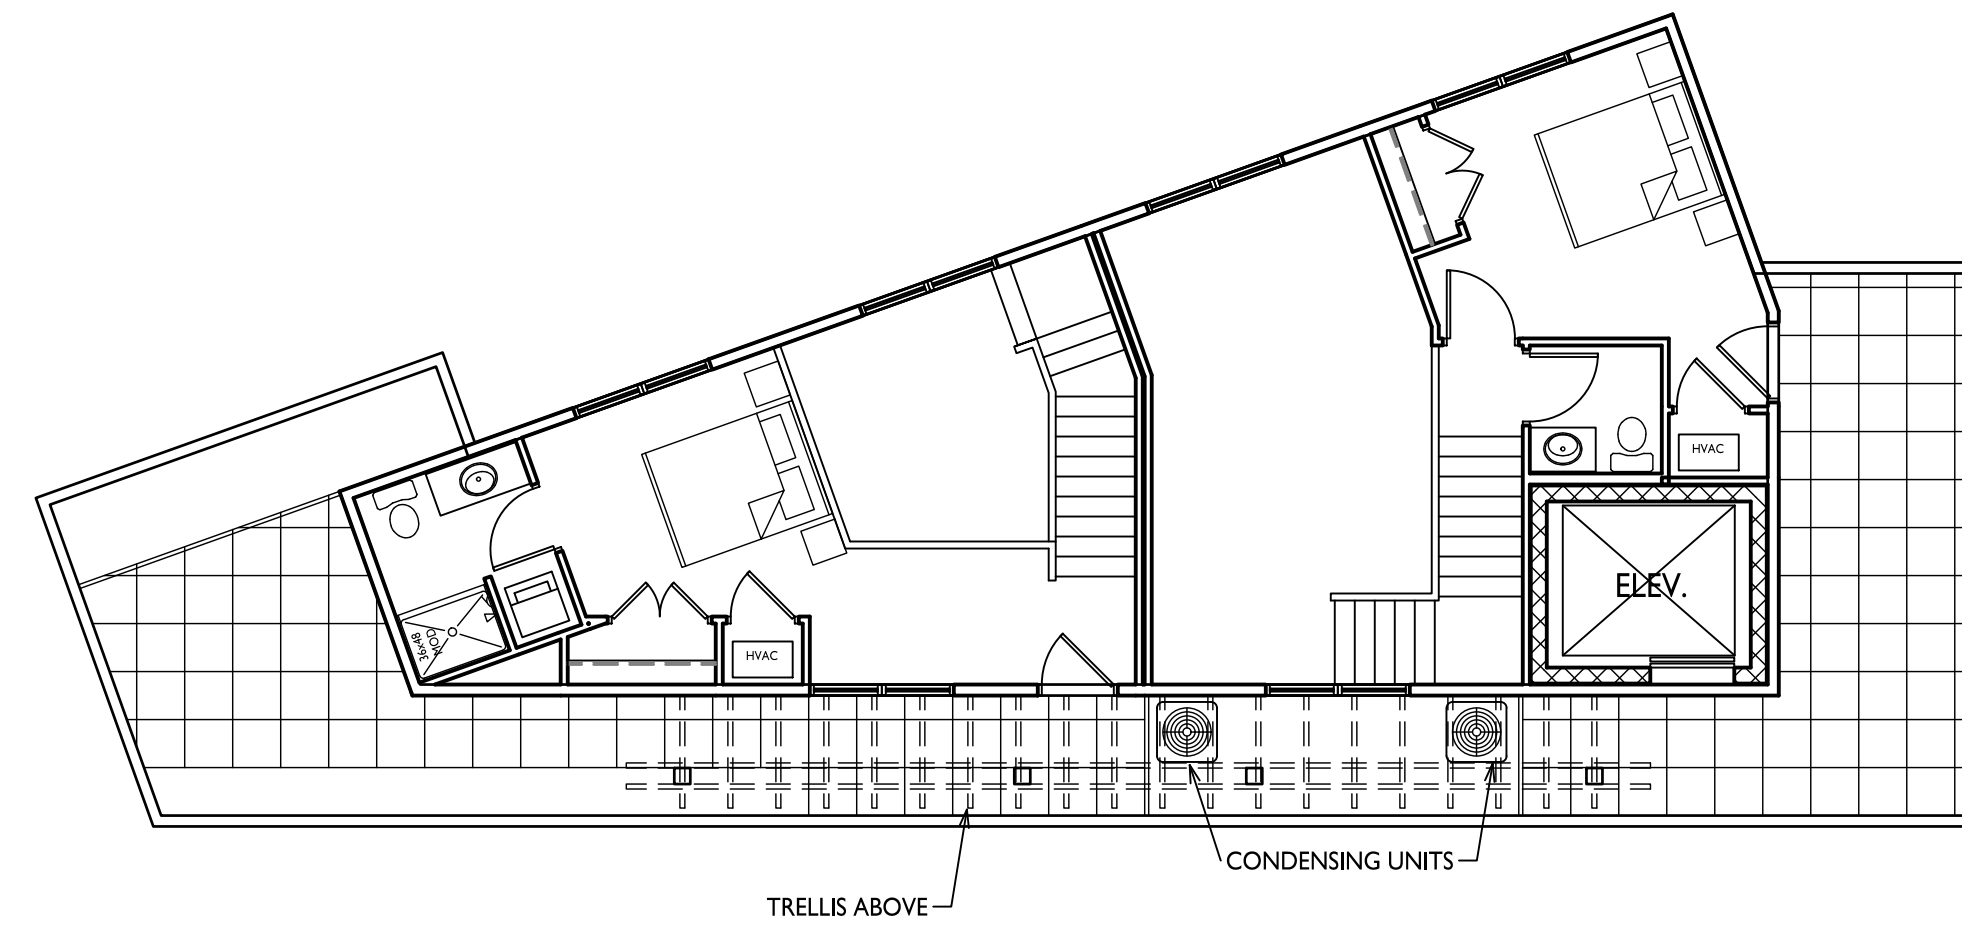 HVAC
ELEV.
36x48
MOD
HVAC
CONDENSING UNITS
TRELLIS ABOVE